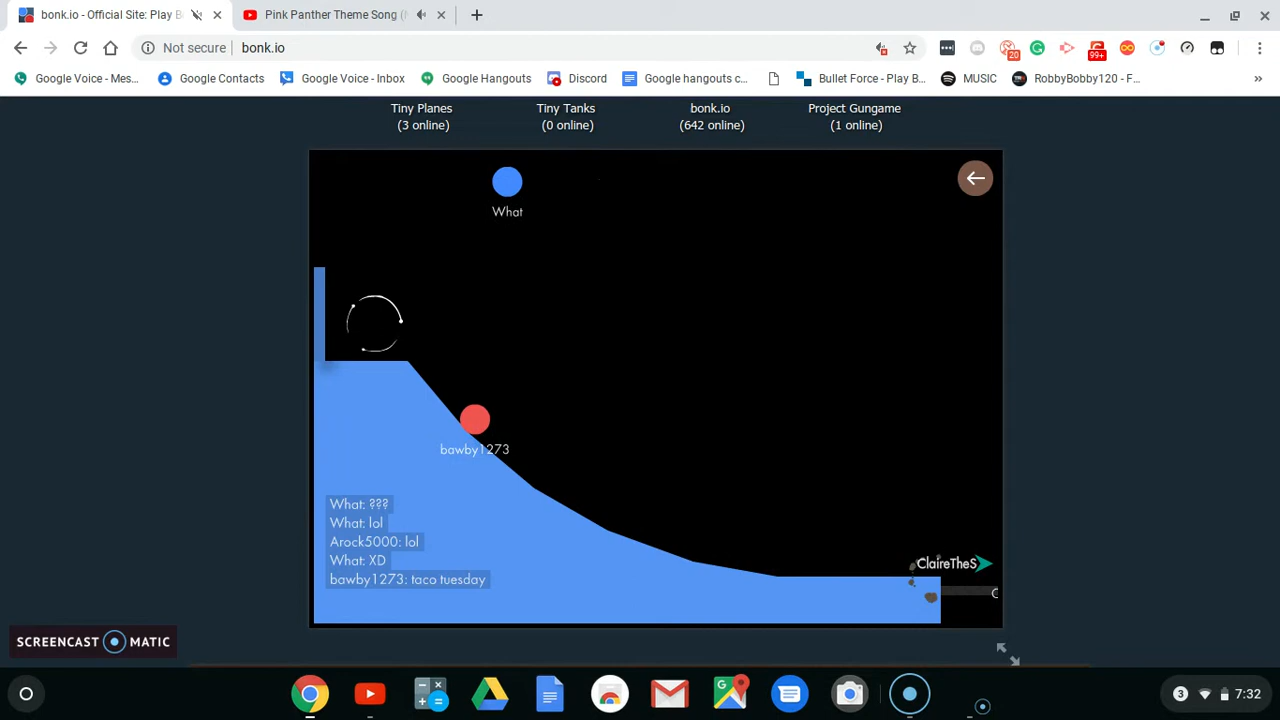 bonk.io - Official Site: Play B
Pink Panther Theme Song (
Not secure
bonk.io
20
99+
Google Voice - Mes...
Google Contacts
Google Voice - Inbox
Google Hangouts
Discord
Google hangouts c...
Bullet Force - Play B...
MUSIC
RobbyBobby120 - F...
»
Tiny Planes
(3 online)
Tiny Tanks
(0 online)
bonk.io
(642 online)
Project Gungame
(1 online)
What
bawby1273
What: ???
What: lol
Arock5000: lol
What: XD
bawby1273: taco tuesday
ClaireTheS
SCREENCAST MATIC
3
7:32